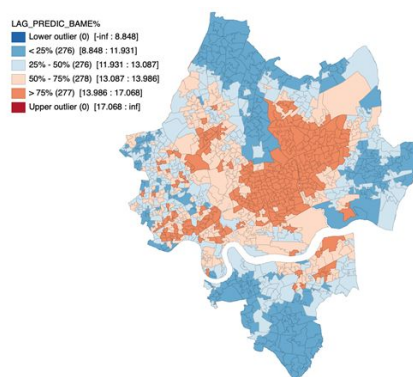 LAG_PREDIC_BAME%
Lower outlier (0) [-inf : 8.848]
< 25% (276) [8.848 : 11.931]
25% - 50% (276) [11.931 : 13.087]
50% - 75% (278) [13.087 : 13.986]
> 75% (277) [13.986 : 17.068]
Upper outlier (0) [17.068 : inf]